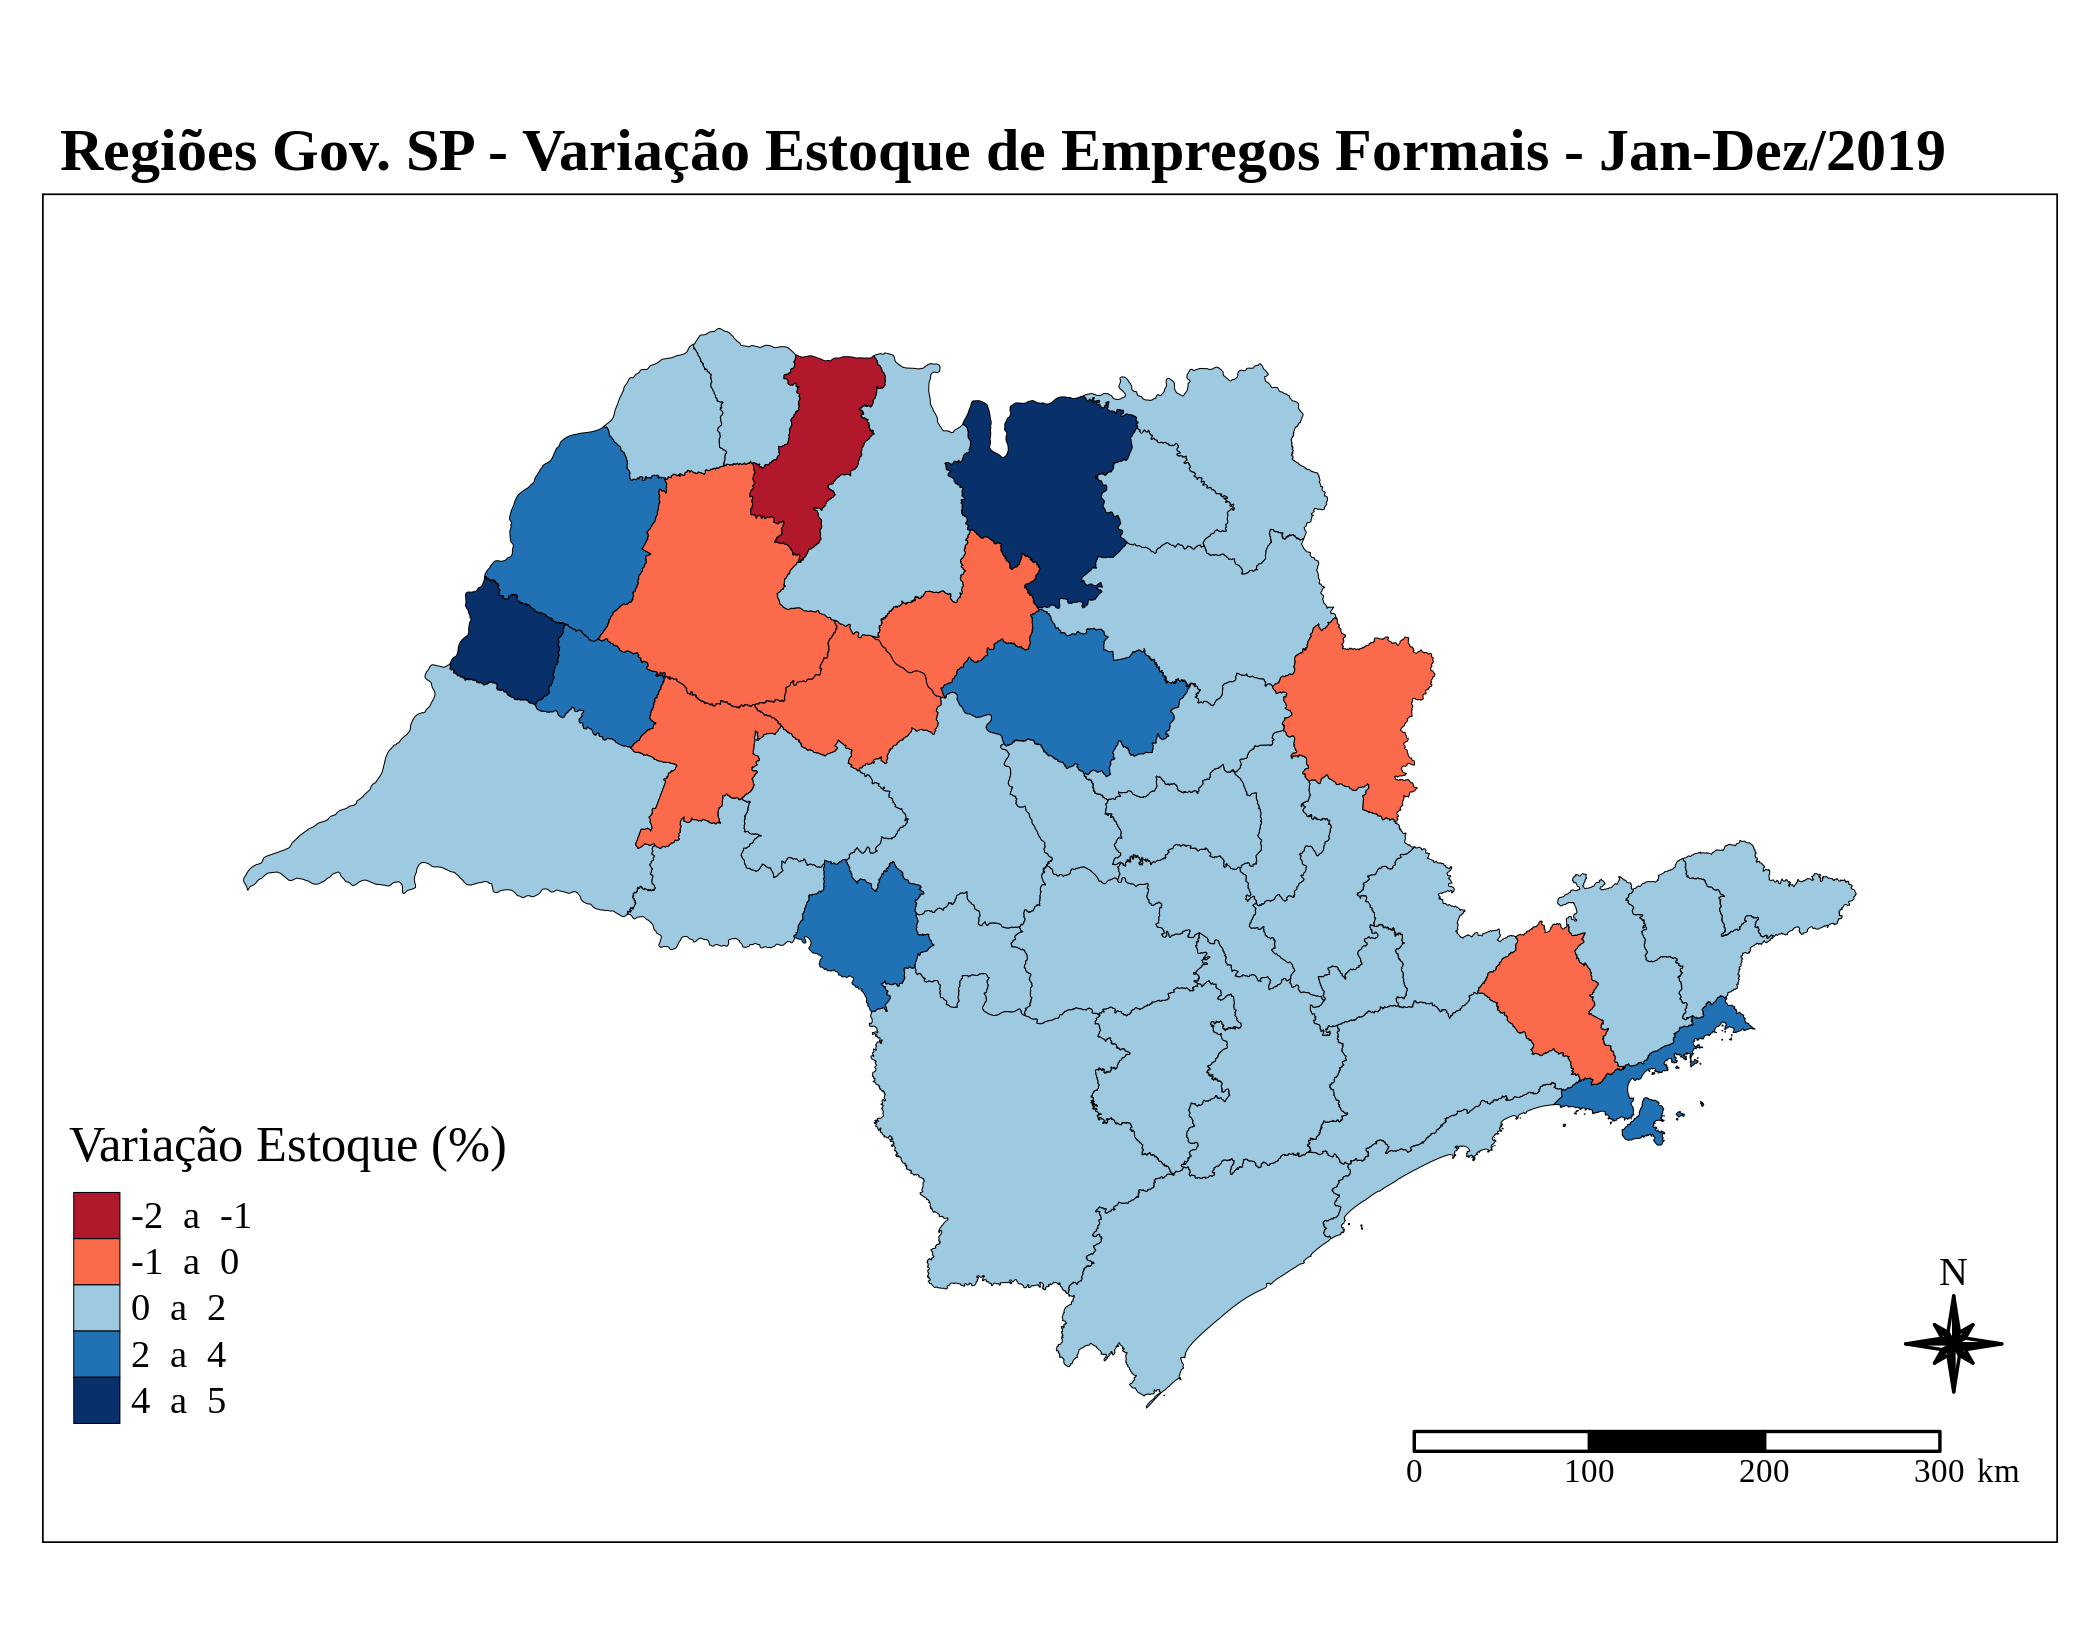 Regiões Gov. SP - Variação Estoque de Empregos Formais - Jan-Dez/2019
Variação Estoque (%)
-2 a -1
-1 a 0
0 a 2
2 a 4
4 a 5
N
0 100 200 300 km